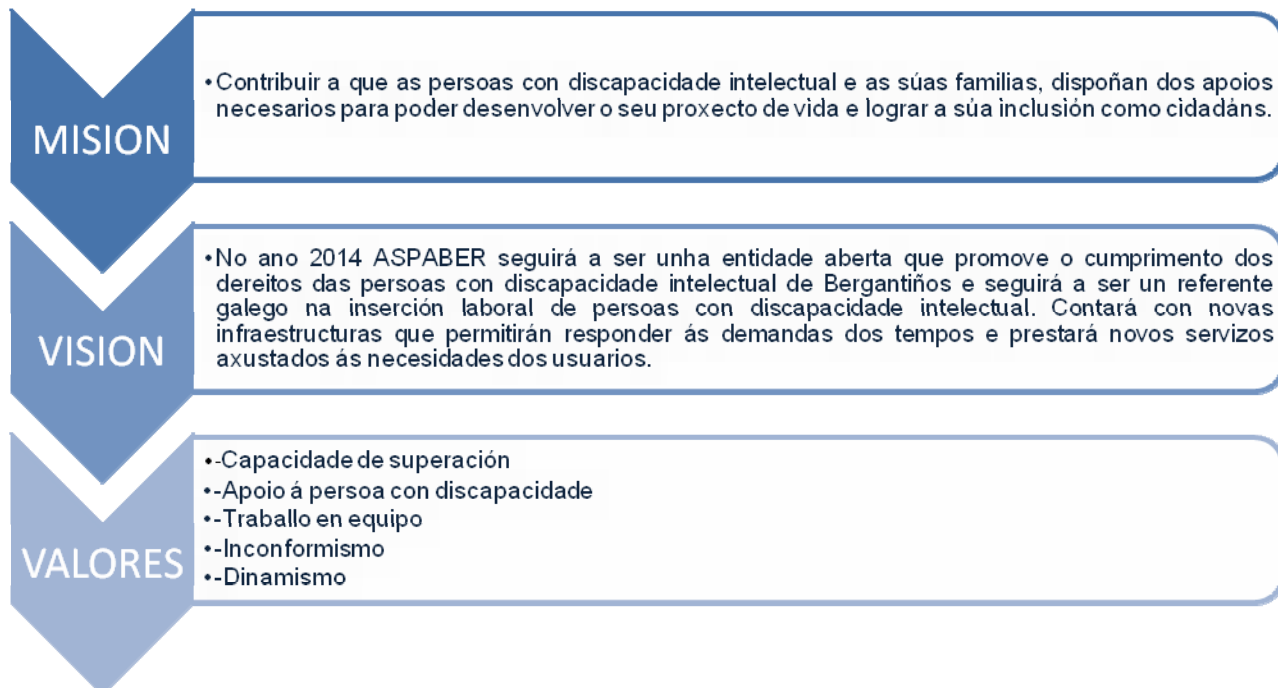 MISION
•Contribuir a que as persoas con discapacidade intelectual e as súas familias, dispoñan dos apoios
necesarios para poder desenvolver o seu proxecto de vida e lograr a súa inclusión como cidadáns.
VISION
•No ano 2014 ASPABER seguirá a ser unha entidade aberta que promove o cumprimento dos
dereitos das persoas con discapacidade intelectual de Bergantiños e seguirá a ser un referente
galego na inserción laboral de persoas con discapacidade intelectual. Contará con novas
infraestructuras que permitirán responder ás demandas dos tempos e prestará novos servizos
axustados ás necesidades dos usuarios.
VALORES
•-Capacidade de superación
•-Apoio á persoa con discapacidade
•-Traballo en equipo
•-Inconformismo
•-Dinamismo